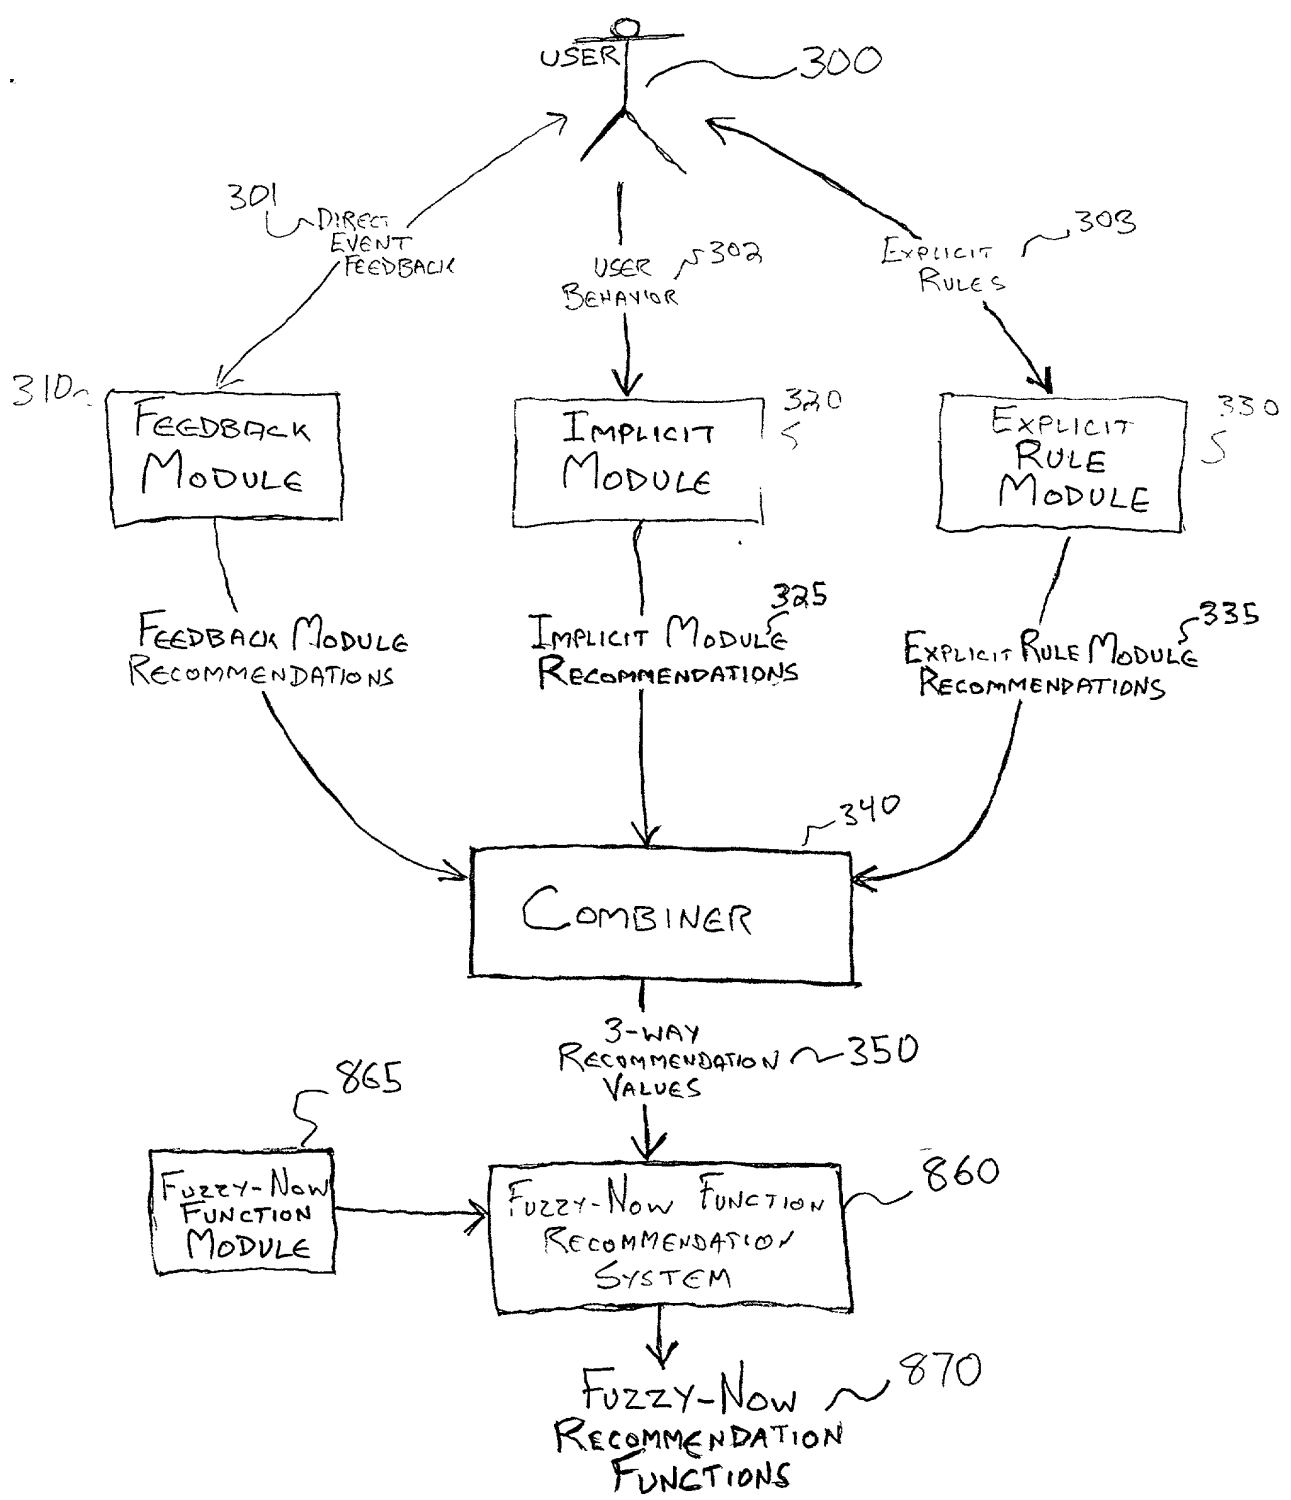 USER
300
301
DIRECT
EVENT
FEEDBACK
USER
BEHAVIOR
302
EXPLICIT
RULES
303
310
FEEDBACK
MODULE
IMPLICIT
MODULE
320
EXPLICIT
RULE
MODULE
330
FEEDBACK MODULE
RECOMMENDATIONS
IMPLICIT MODULE
RECOMMENDATIONS
325
EXPLICIT RULE MODULE
RECOMMENDATIONS
335
340
COMBINER
3-WAY
RECOMMENDATION
VALUES
350
865
FUZZY-NOW
FUNCTION
MODULE
FUZZY-NOW FUNCTION
RECOMMENDATION
SYSTEM
860
FUZZY-NOW
RECOMMENDATION
FUNCTIONS
870